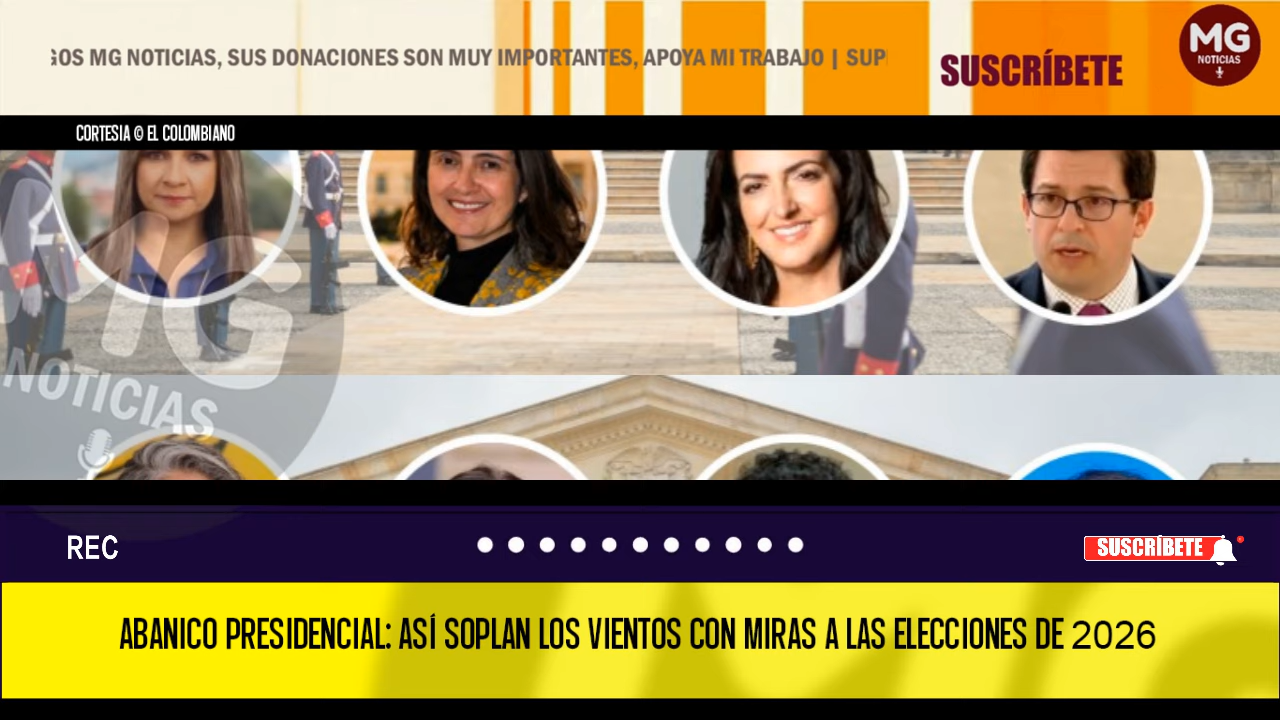 GOS MG NOTICIAS, SUS DONACIONES SON MUY IMPORTANTES, APOYA MI TRABAJO | SUP
SUSCRÍBETE
MG
NOTICIAS
CORTESIA © EL COLOMBIANO
MG
NOTICIAS
REC
SUSCRÍBETE
ABANICO PRESIDENCIAL: ASÍ SOPLAN LOS VIENTOS CON MIRAS A LAS ELECCIONES DE 2026